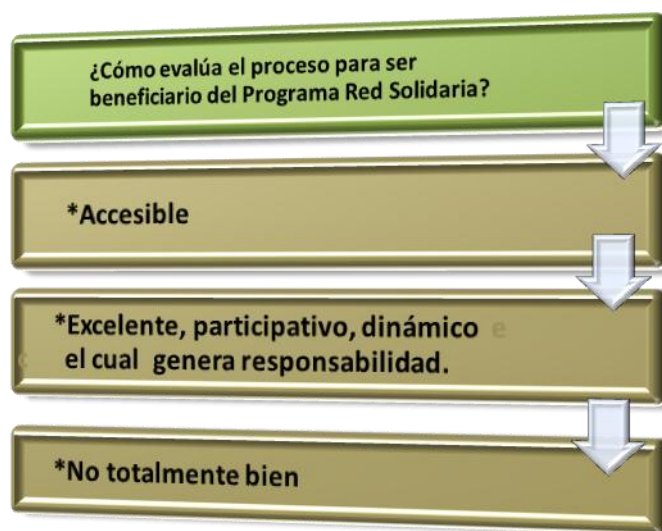 ¿Cómo evalúa el proceso para ser
beneficiario del Programa Red Solidaria?
*Accesible
*Excelente, participativo, dinámico e
el cual genera responsabilidad.
*No totalmente bien